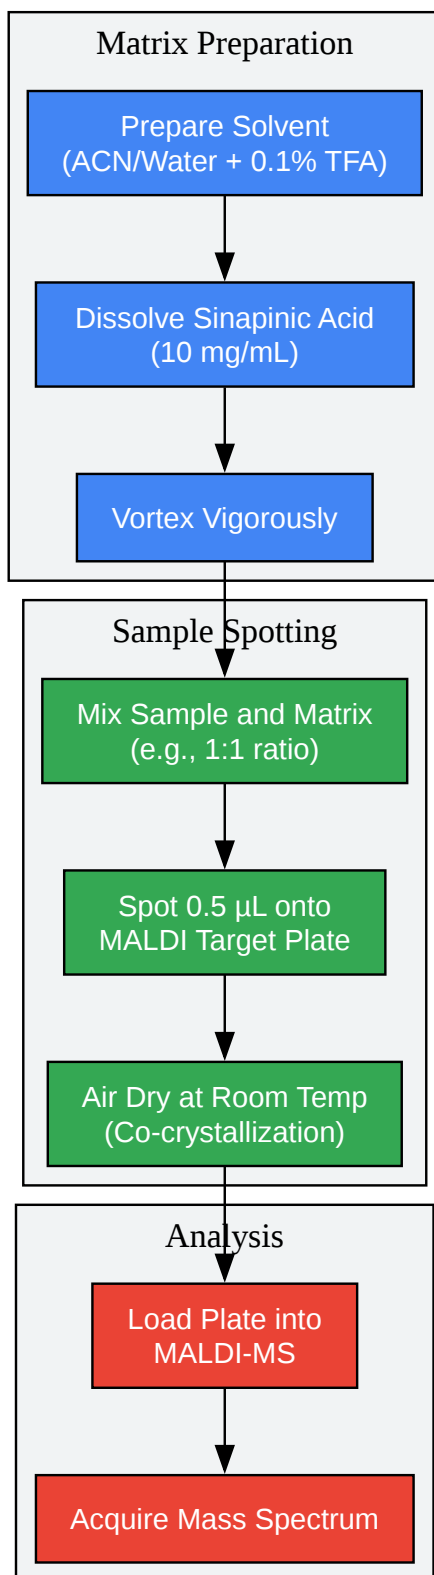 Matrix Preparation
Prepare Solvent
(ACN/Water + 0.1% TFA)
Dissolve Sinapinic Acid
(10 mg/mL)
Vortex Vigorously
Sample Spotting
Mix Sample and Matrix
(e.g., 1:1 ratio)
Spot 0.5 µL onto
MALDI Target Plate
Air Dry at Room Temp
(Co-crystallization)
Analysis
Load Plate into
MALDI-MS
Acquire Mass Spectrum